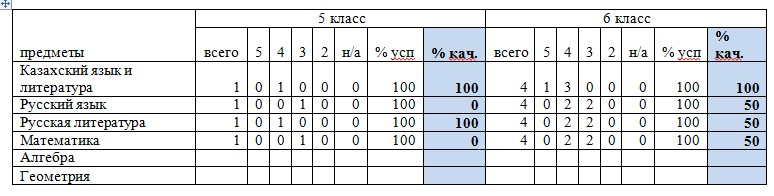 5 класс 6 класс
предметы всего 5 4 3 2 н/а % усп % кач. всего 5 4 3 2 н/а % усп % кач.
Казахский язык и
литература 1 0 1 0 0 0 100 100 4 1 3 0 0 0 100 100
Русский язык 1 0 0 1 0 0 100 0 4 0 2 2 0 0 100 50
Русская литература 1 0 1 0 0 0 100 100 4 0 2 2 0 0 100 50
Математика 1 0 0 1 0 0 100 0 4 0 2 2 0 0 100 50
Алгебра
Геометрия